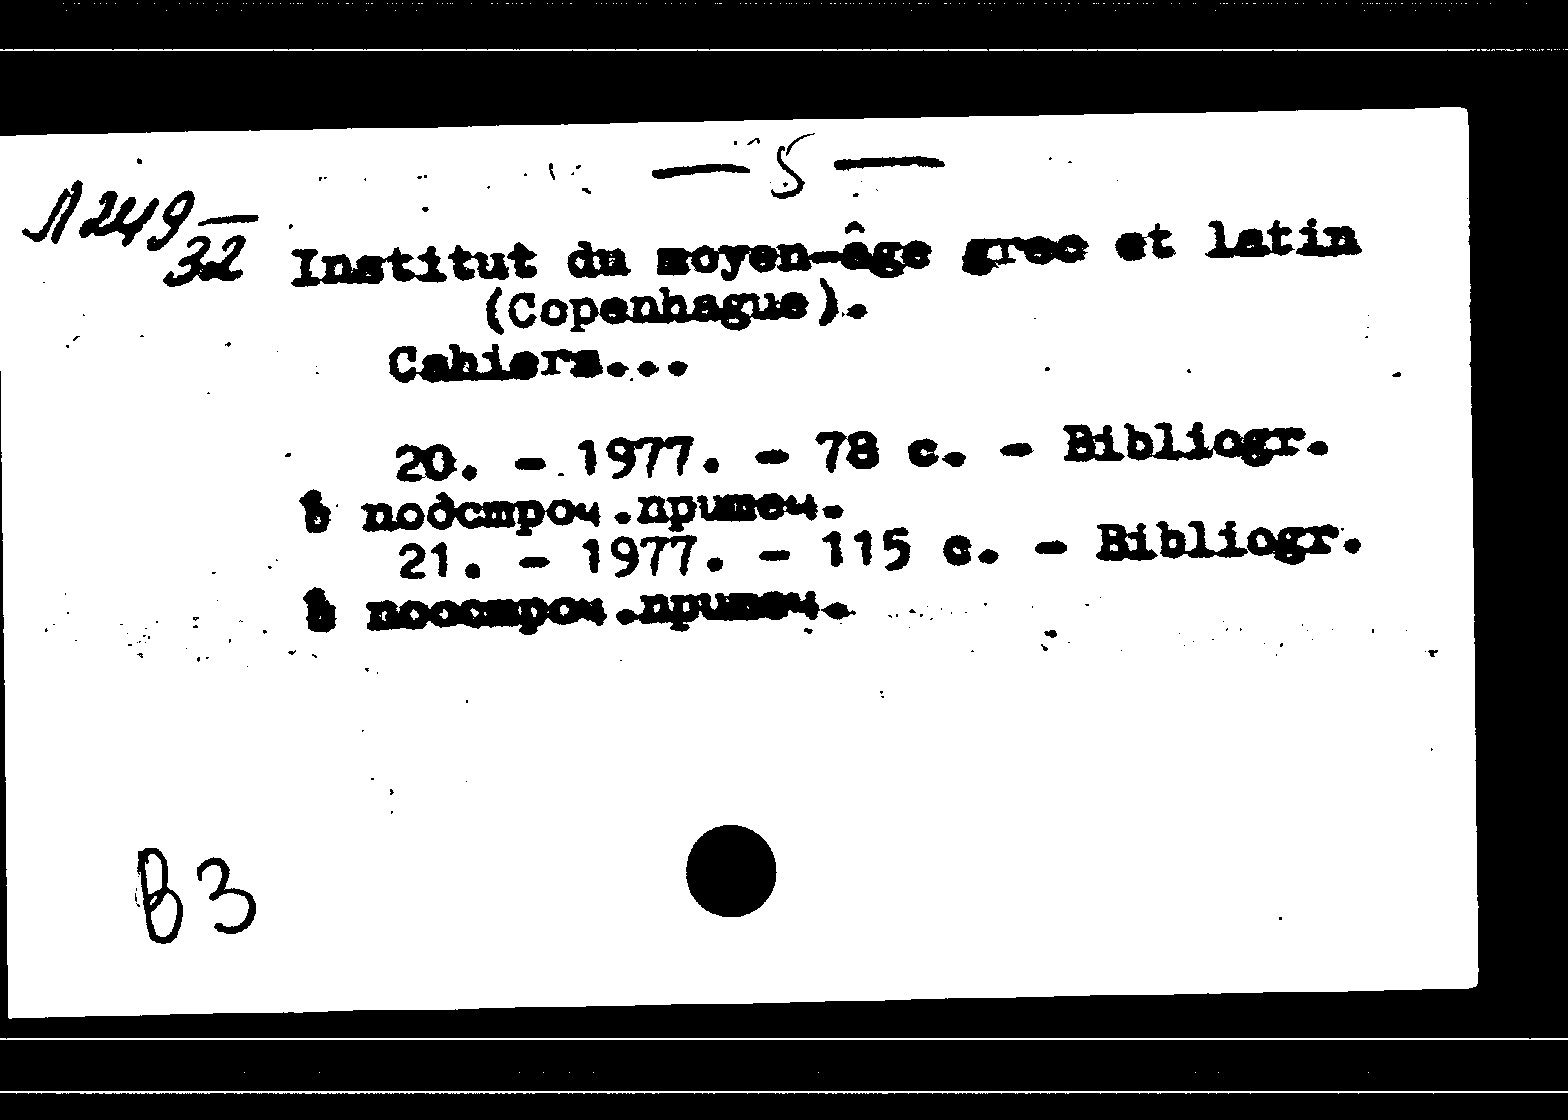 — 5 —
Л249
32
Institut du moyen-âge grec et latin
(Copenhague).
Cahiers...
20. - 1977. - 78 c. - Bibliogr.
в подстроч.примеч.
21. - 1977. - 115 c. - Bibliogr.
в подстроч.примеч.
В3